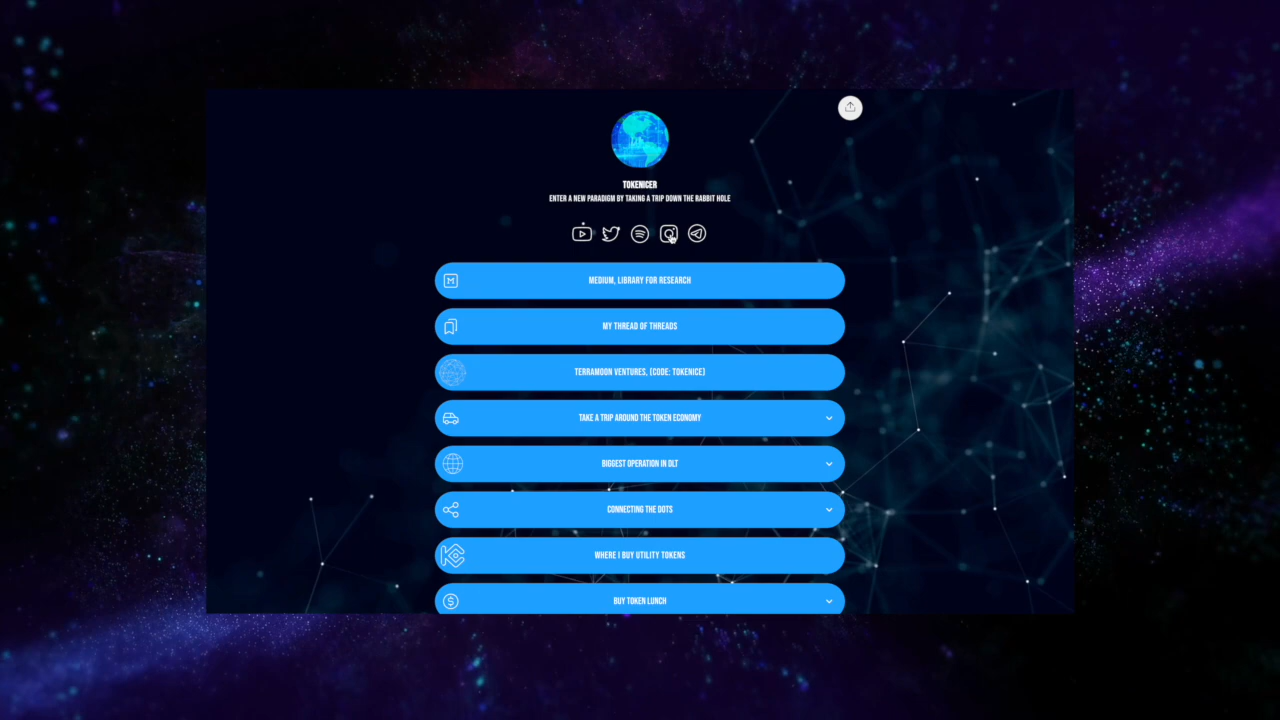 TOKENICER
ENTER A NEW PARADIGM BY TAKING A TRIP DOWN THE RABBIT HOLE
MEDIUM, LIBRARY FOR RESEARCH
MY THREAD OF THREADS
TERRAMOON VENTURES, (CODE: TOKENICE)
TAKE A TRIP AROUND THE TOKEN ECONOMY
BIGGEST OPERATION IN DLT
CONNECTING THE DOTS
WHERE I BUY UTILITY TOKENS
BUY TOKEN LUNCH